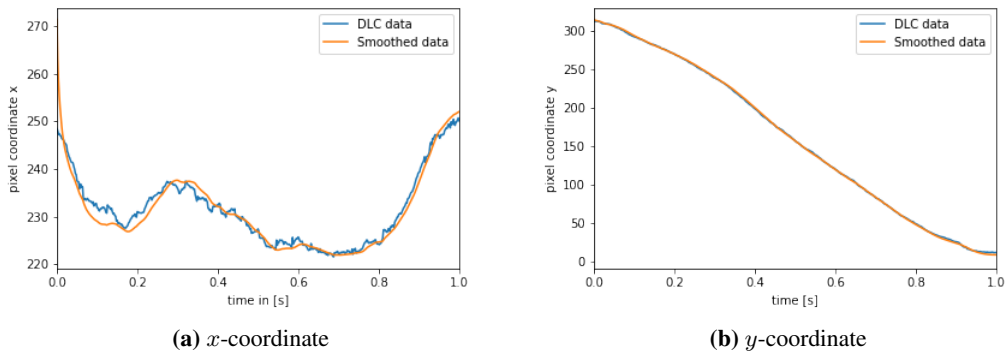 270
260
250
240
230
220
pixel coordinate x
0.0 0.2 0.4 0.6 0.8 1.0
time in [s]
DLC data
Smoothed data
(a) x-coordinate
300
250
200
150
100
50
0
pixel coordinate y
0.0 0.2 0.4 0.6 0.8 1.0
time [s]
DLC data
Smoothed data
(b) y-coordinate